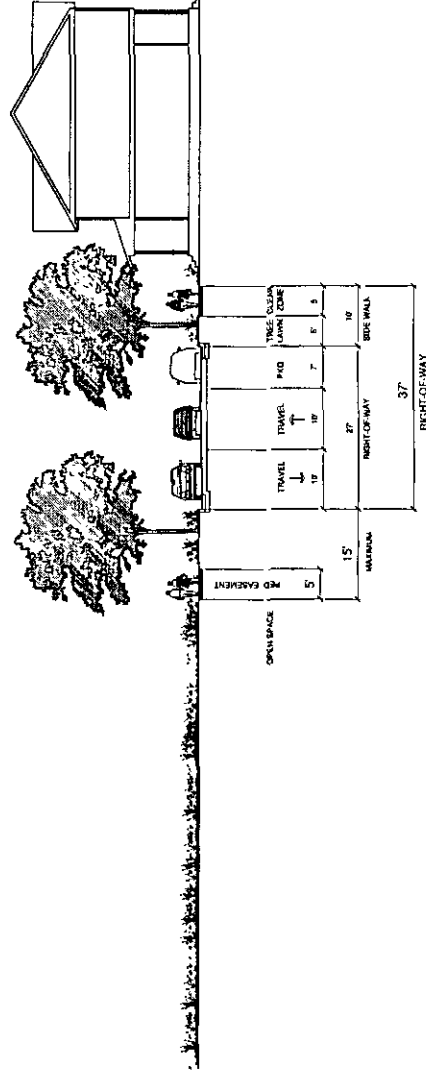 OPEN SPACE
PED EASEMENT
TRAVEL
TRAVEL
PKG
TREE
CLEAR
ZONE
5'
10'
10'
7'
5'
5
15'
MAXIMUM
27'
RIGHT-OF-WAY
10'
SIDE WALK
37'
RIGHT-OF-WAY